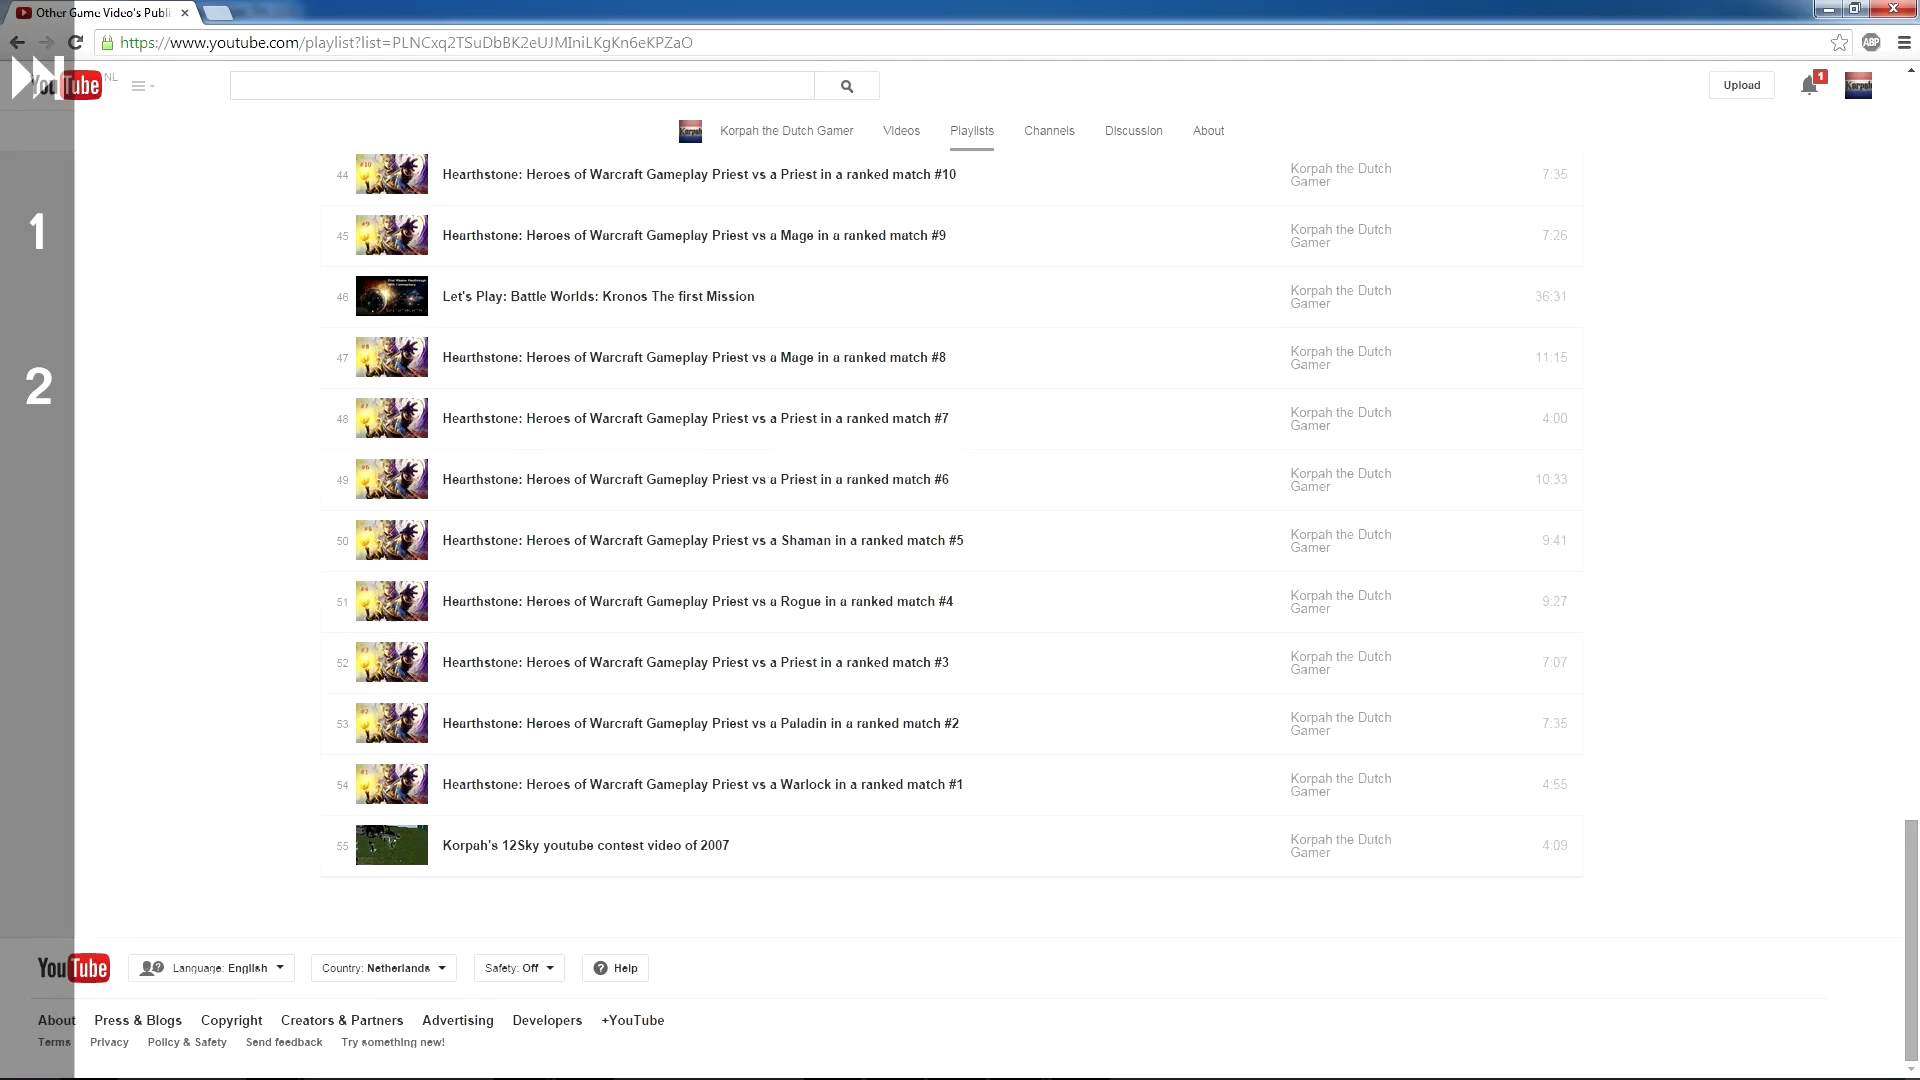 Other Game Video's Publi
https://www.youtube.com/playlist?list=PLNCxq2TSuDbBK2eUJMIniLKgKn6eKPZaO
ABP
YouTube NL
Upload
1
Korpah
Korpah
Korpah the Dutch Gamer Videos Playlists Channels Discussion About
44 #10 Hearthstone: Heroes of Warcraft Gameplay Priest vs a Priest in a ranked match #10 Korpah the Dutch 7:35
Gamer
1
45 #9 Hearthstone: Heroes of Warcraft Gameplay Priest vs a Mage in a ranked match #9 Korpah the Dutch 7:26
Gamer
46 Let's Play: Battle Worlds: Kronos The first Mission Korpah the Dutch 36:31
Gamer
47 #8 Hearthstone: Heroes of Warcraft Gameplay Priest vs a Mage in a ranked match #8 Korpah the Dutch 11:15
Gamer
2
48 #7 Hearthstone: Heroes of Warcraft Gameplay Priest vs a Priest in a ranked match #7 Korpah the Dutch 4:00
Gamer
49 #6 Hearthstone: Heroes of Warcraft Gameplay Priest vs a Priest in a ranked match #6 Korpah the Dutch 10:33
Gamer
50 #5 Hearthstone: Heroes of Warcraft Gameplay Priest vs a Shaman in a ranked match #5 Korpah the Dutch 9:41
Gamer
51 #4 Hearthstone: Heroes of Warcraft Gameplay Priest vs a Rogue in a ranked match #4 Korpah the Dutch 9:27
Gamer
52 #3 Hearthstone: Heroes of Warcraft Gameplay Priest vs a Priest in a ranked match #3 Korpah the Dutch 7:07
Gamer
53 #2 Hearthstone: Heroes of Warcraft Gameplay Priest vs a Paladin in a ranked match #2 Korpah the Dutch 7:35
Gamer
54 #1 Hearthstone: Heroes of Warcraft Gameplay Priest vs a Warlock in a ranked match #1 Korpah the Dutch 4:55
Gamer
55 Korpah's 12Sky youtube contest video of 2007 Korpah the Dutch 4:09
Gamer
YouTube Language: English Country: Netherlands Safety: Off Help
About Press & Blogs Copyright Creators & Partners Advertising Developers +YouTube
Terms Privacy Policy & Safety Send feedback Try something new!